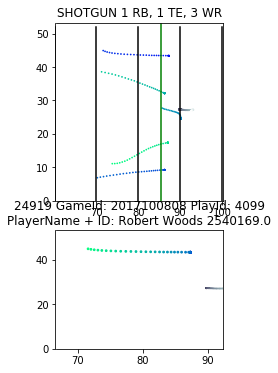 SHOTGUN 1 RB, 1 TE, 3 WR
50
40
30
20
10
0
70 80 90 100
24919 GameId: 2017100808 PlayId: 4099
PlayerName + ID: Robert Woods 2540169.0
40
20
0
70 80 90